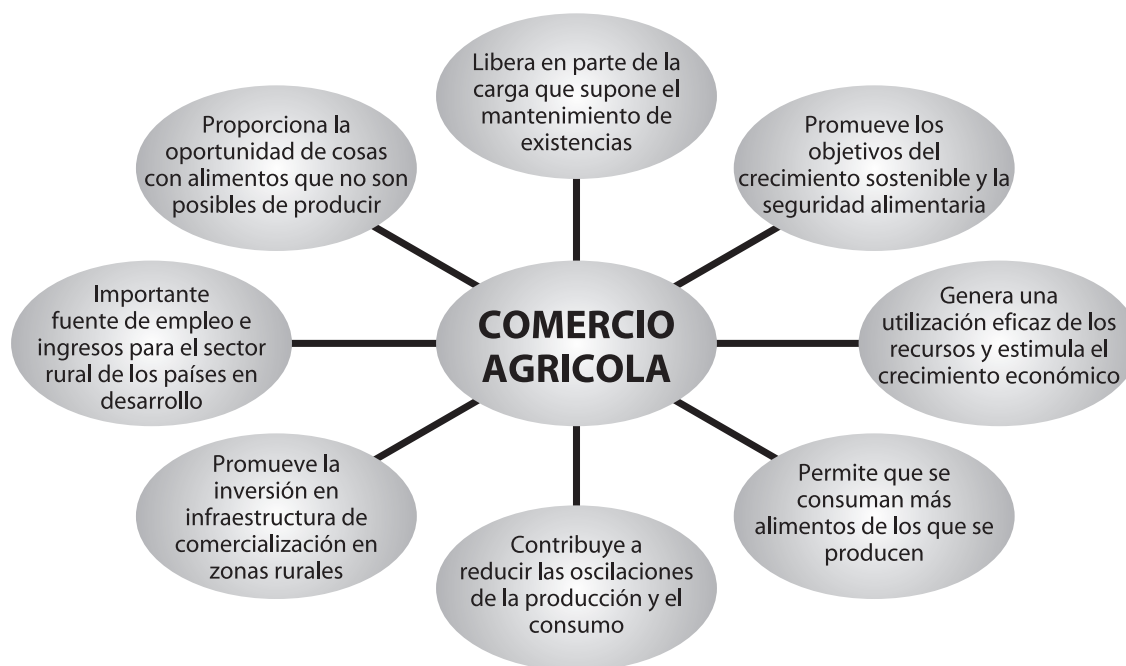 Libera en parte de la
carga que supone el
mantenimiento de
existencias
Proporciona la
oportunidad de cosas
con alimentos que no son
posibles de producir
Promueve los
objetivos del
crecimiento sostenible y la
seguridad alimentaria
Importante
fuente de empleo e
ingresos para el sector
rural de los países en
desarrollo
COMERCIO
AGRICOLA
Genera una
utilización eficaz de los
recursos y estimula el
crecimiento económico
Promueve la
inversión en
infraestructura de
comercialización en
zonas rurales
Contribuye a
reducir las oscilaciones
de la producción y el
consumo
Permite que se
consuman más
alimentos de los que se
producen